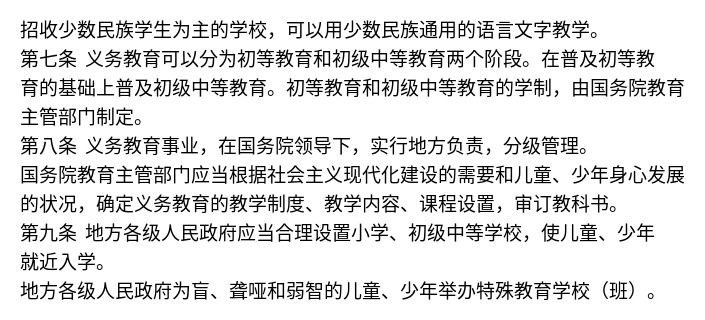 招收少数民族学生为主的学校，可以用少数民族通用的语言文字教学。
第七条 义务教育可以分为初等教育和初级中等教育两个阶段。在普及初等教
育的基础上普及初级中等教育。初等教育和初级中等教育的学制，由国务院教育
主管部门制定。
第八条 义务教育事业，在国务院领导下，实行地方负责，分级管理。
国务院教育主管部门应当根据社会主义现代化建设的需要和儿童、少年身心发展
的状况，确定义务教育的教学制度、教学内容、课程设置，审订教科书。
第九条 地方各级人民政府应当合理设置小学、初级中等学校，使儿童、少年
就近入学。
地方各级人民政府为盲、聋哑和弱智的儿童、少年举办特殊教育学校（班）。